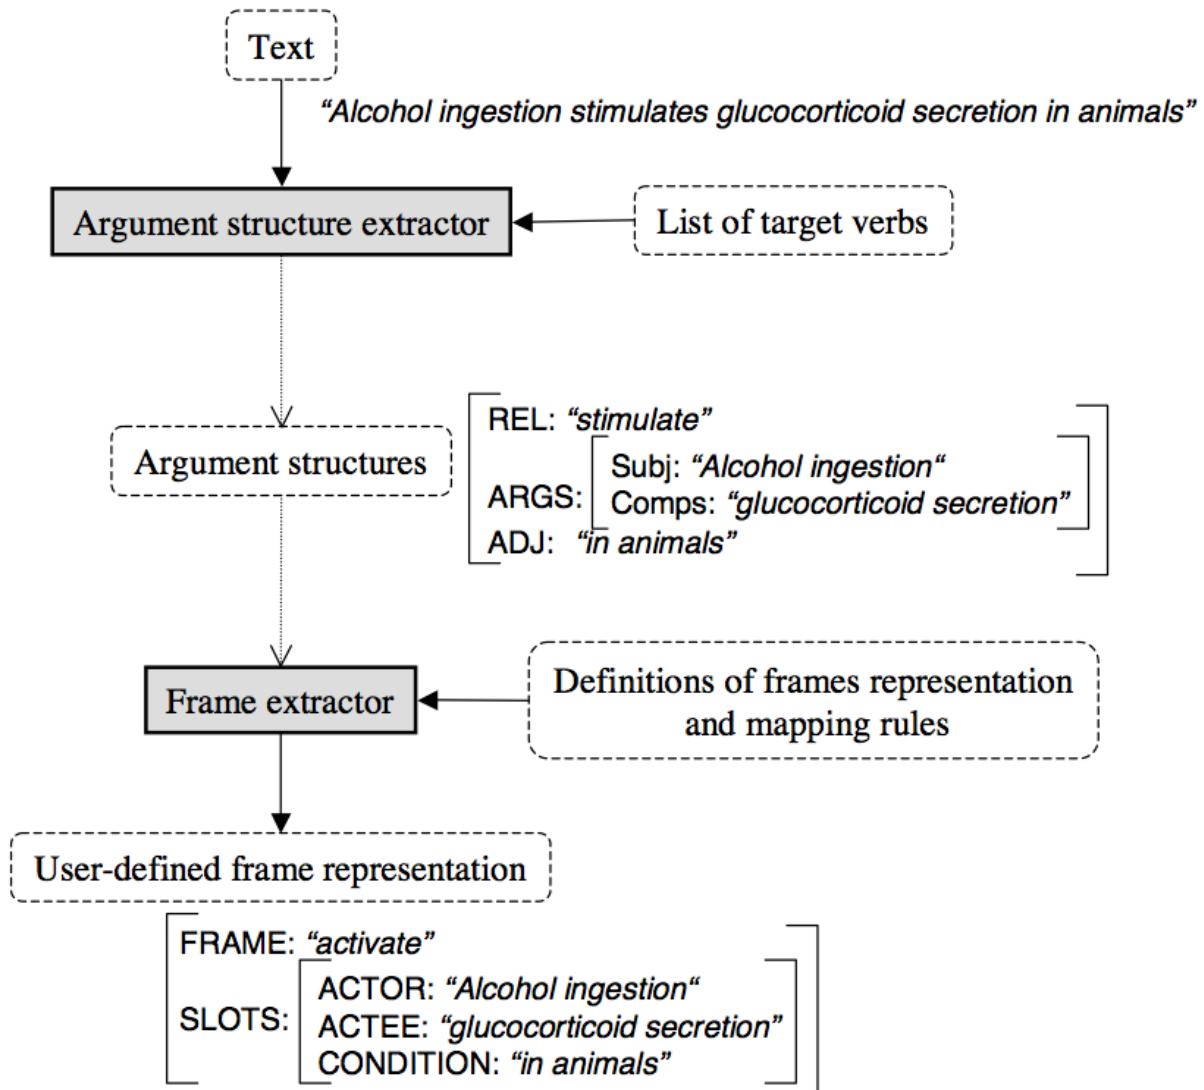 Text
“Alcohol ingestion stimulates glucocorticoid secretion in animals”
Argument structure extractor
List of target verbs
REL: “stimulate”
Argument structures
ARGS:
Subj: “Alcohol ingestion“
Comps: “glucocorticoid secretion”
ADJ: “in animals”
Frame extractor
Definitions of frames representation
and mapping rules
User-defined frame representation
FRAME: “activate”
SLOTS:
ACTOR: “Alcohol ingestion“
ACTEE: “glucocorticoid secretion”
CONDITION: “in animals”